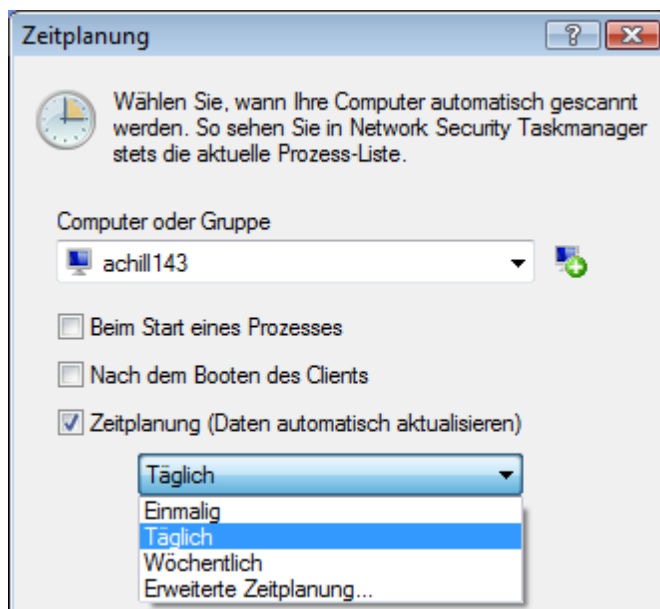 Zeitplanung
Wählen Sie, wann Ihre Computer automatisch gescannt
werden. So sehen Sie in Network Security Taskmanager
stets die aktuelle Prozess-Liste.
Computer oder Gruppe
achill143
Beim Start eines Prozesses
Nach dem Booten des Clients
Zeitplanung (Daten automatisch aktualisieren)
Täglich
Einmalig
Täglich
Wöchentlich
Erweiterte Zeitplanung...